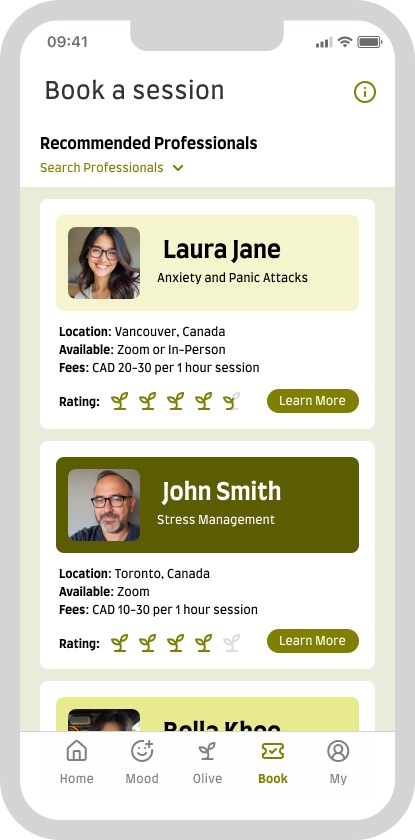 09:41
Book a session
Recommended Professionals
Search Professionals
Laura Jane
Anxiety and Panic Attacks
Location: Vancouver, Canada
Available: Zoom or In-Person
Fees: CAD 20-30 per 1 hour session
Rating:
Learn More
John Smith
Stress Management
Location: Toronto, Canada
Available: Zoom
Fees: CAD 10-30 per 1 hour session
Rating:
Learn More
Bella Khoo
Home
Mood
Olive
Book
My